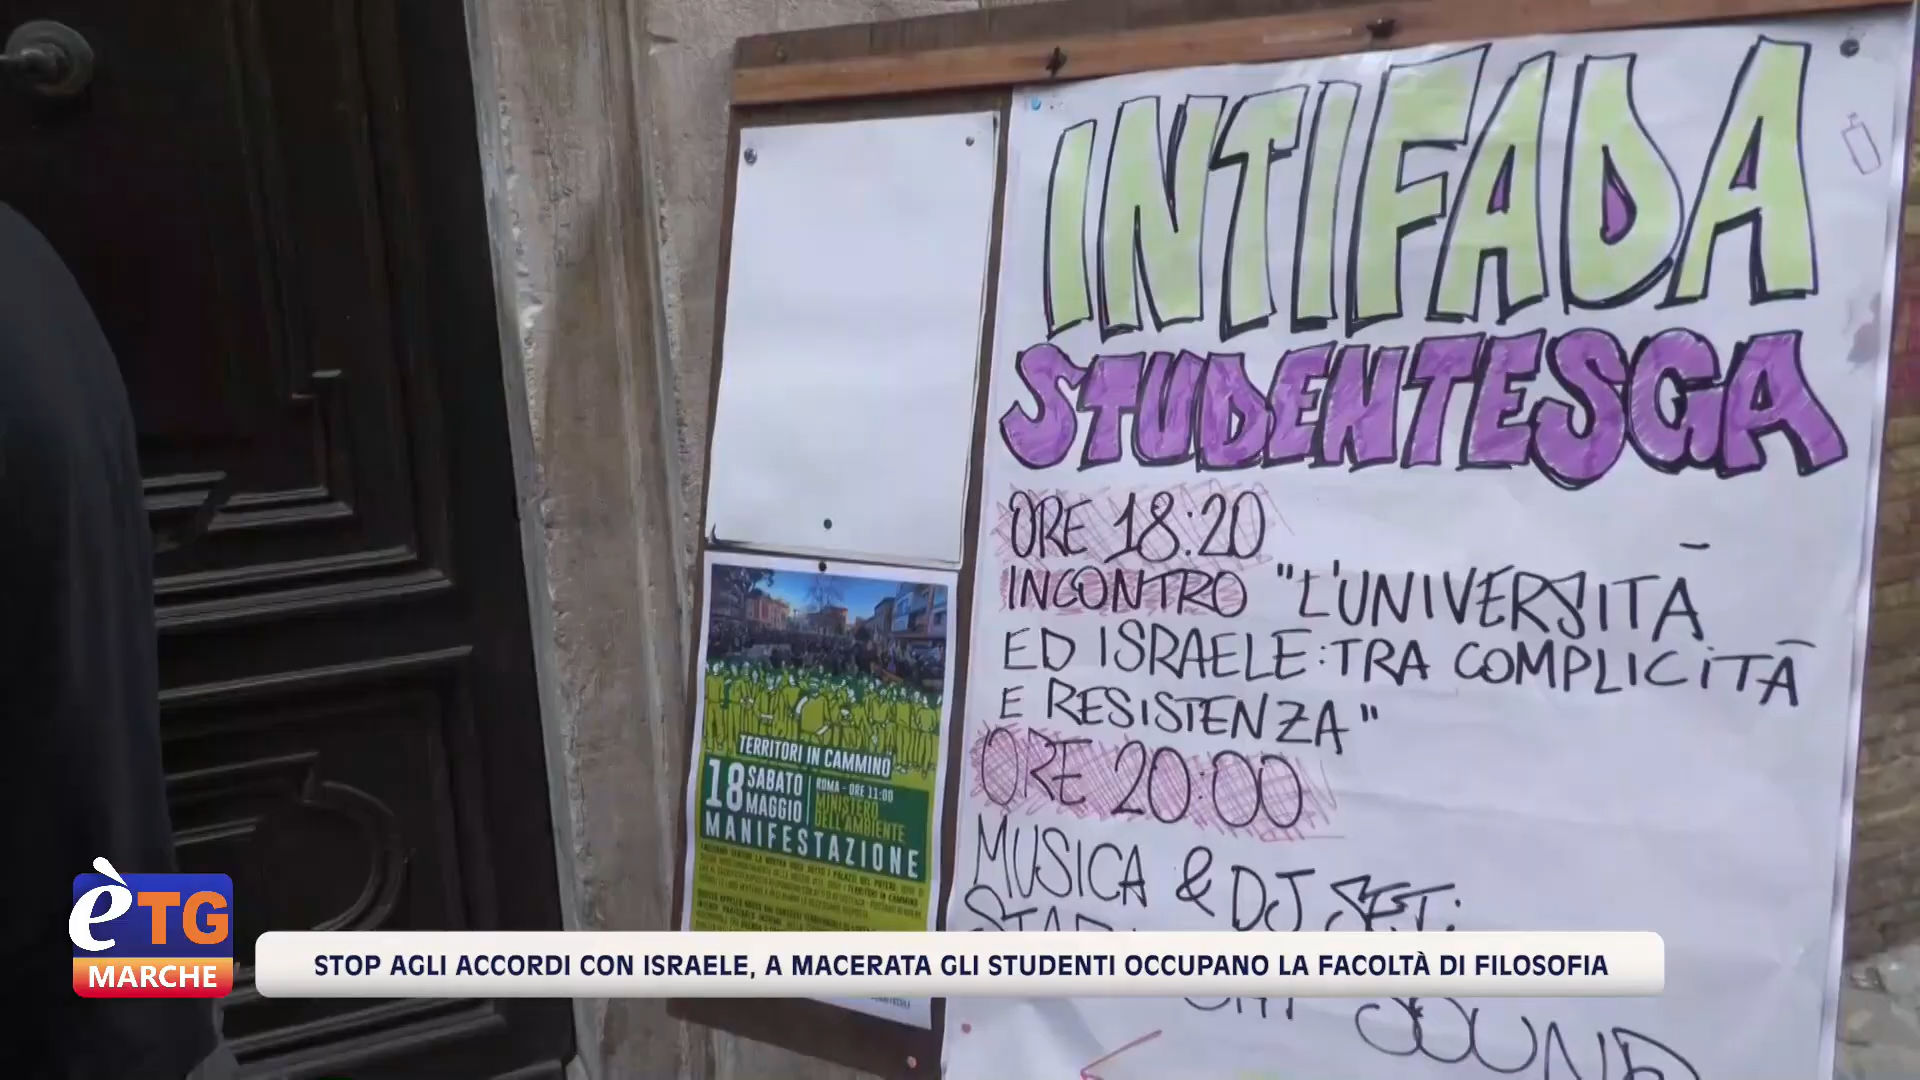 INTIFADA
STUDENTESCA
ORE 18:20
INCONTRO "L'UNIVERSITÀ
ED ISRAELE: TRA COMPLICITÀ
E RESISTENZA"
ORE 20:00
MUSICA & DJ SET:
SOUND
TERRITORI IN CAMMINO
18 SABATO MAGGIO
ROMA - ORE 11:00
MINISTERO
DELL'AMBIENTE
MANIFESTAZIONE
èTG
MARCHE
STOP AGLI ACCORDI CON ISRAELE, A MACERATA GLI STUDENTI OCCUPANO LA FACOLTÀ DI FILOSOFIA